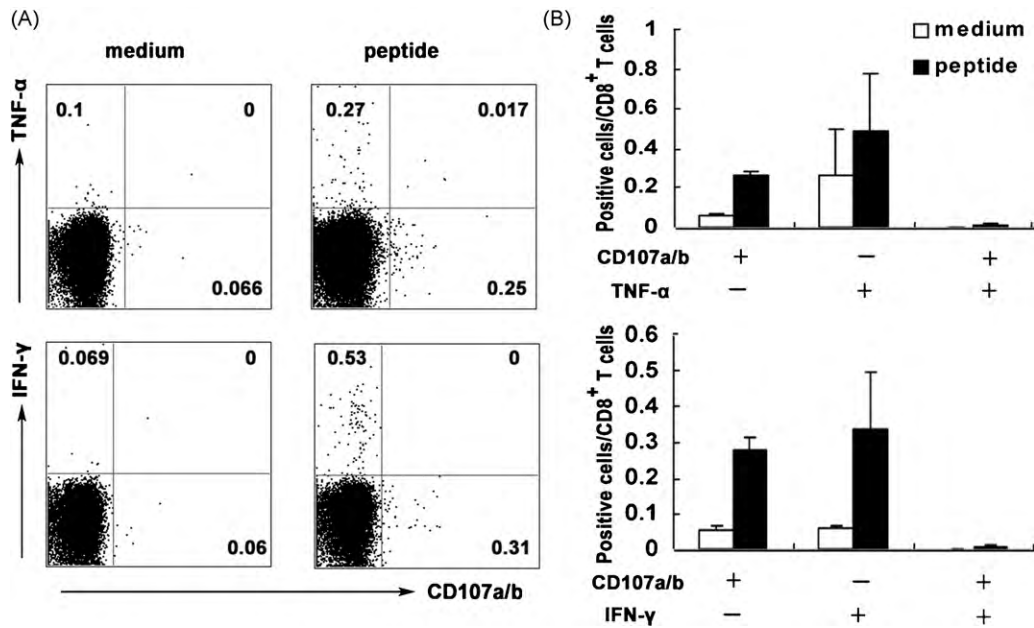 (A)
medium peptide
TNF-α
0.1 0
0.066
0.27 0.017
0.25
IFN-γ
0.069 0
0.06
0.53 0
0.31
CD107a/b
(B)
medium
peptide
Positive cells/CD8+ T cells
1
0.8
0.6
0.4
0.2
0
CD107a/b + − +
TNF-α − + +
Positive cells/CD8+ T cells
0.6
0.5
0.4
0.3
0.2
0.1
0
CD107a/b + − +
IFN-γ − + +